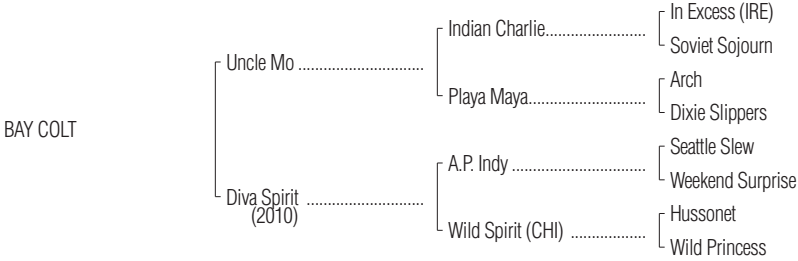 In Excess (IRE)
Indian Charlie.........................
Soviet Sojourn
Uncle Mo ..............................
Arch
Playa Maya.............................
Dixie Slippers
BAY COLT
Seattle Slew
A.P. Indy .................................
Weekend Surprise
Diva Spirit ............................
(2010)
Hussonet
Wild Spirit (CHI) ..................
Wild Princess